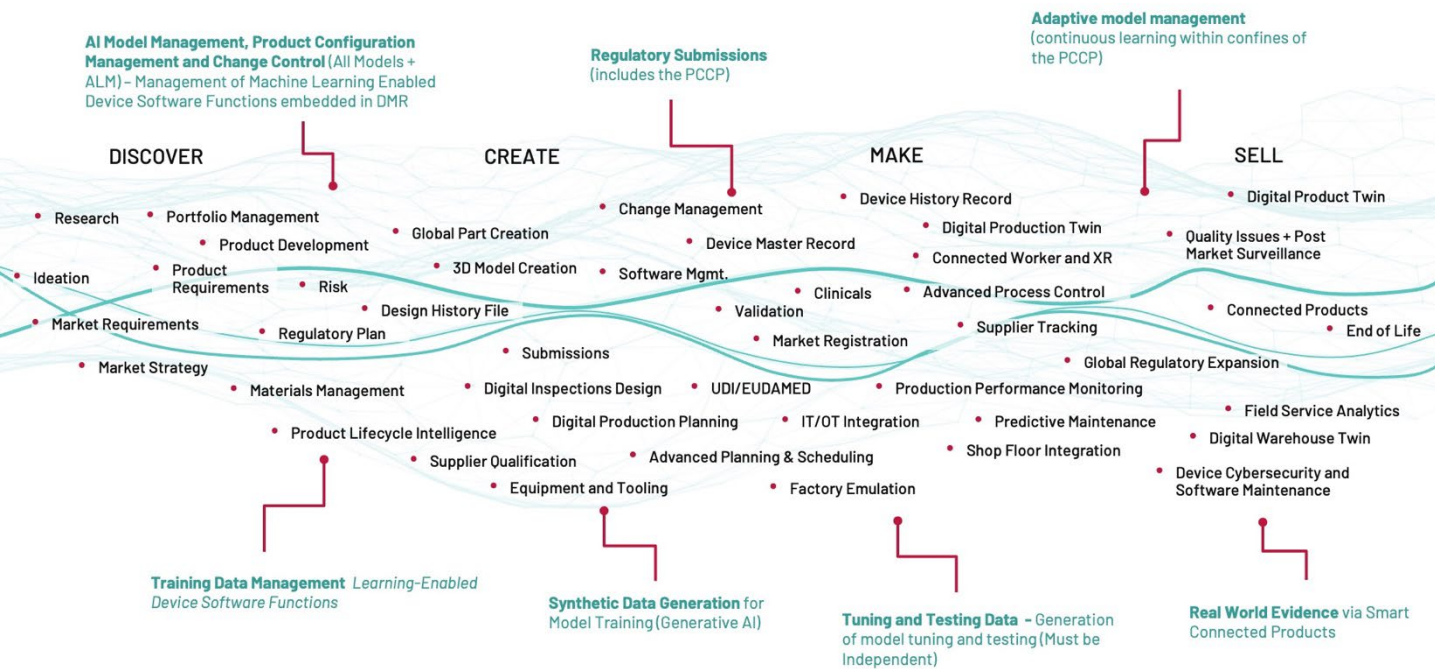 AI Model Management, Product Configuration
Management and Change Control (All Models +
ALM) – Management of Machine Learning Enabled
Device Software Functions embedded in DMR
Regulatory Submissions
(includes the PCCP)
Adaptive model management
(continuous learning within confines of
the PCCP)
DISCOVER
CREATE
MAKE
SELL
Research
Portfolio Management
Product Development
Ideation
Product
Requirements
Risk
Market Requirements
Regulatory Plan
Market Strategy
Materials Management
Product Lifecycle Intelligence
Global Part Creation
3D Model Creation
Design History File
Submissions
Digital Inspections Design
Digital Production Planning
Supplier Qualification
Equipment and Tooling
Change Management
Device Master Record
Software Mgmt.
Validation
Clinicals
Market Registration
UDI/EUDAMED
IT/OT Integration
Advanced Planning & Scheduling
Factory Emulation
Device History Record
Digital Production Twin
Connected Worker and XR
Advanced Process Control
Supplier Tracking
Global Regulatory Expansion
Production Performance Monitoring
Predictive Maintenance
Shop Floor Integration
Digital Product Twin
Quality Issues + Post
Market Surveillance
Connected Products
End of Life
Field Service Analytics
Digital Warehouse Twin
Device Cybersecurity and
Software Maintenance
Training Data Management Learning-Enabled
Device Software Functions
Synthetic Data Generation for
Model Training (Generative AI)
Tuning and Testing Data - Generation
of model tuning and testing (Must be
Independent)
Real World Evidence via Smart
Connected Products